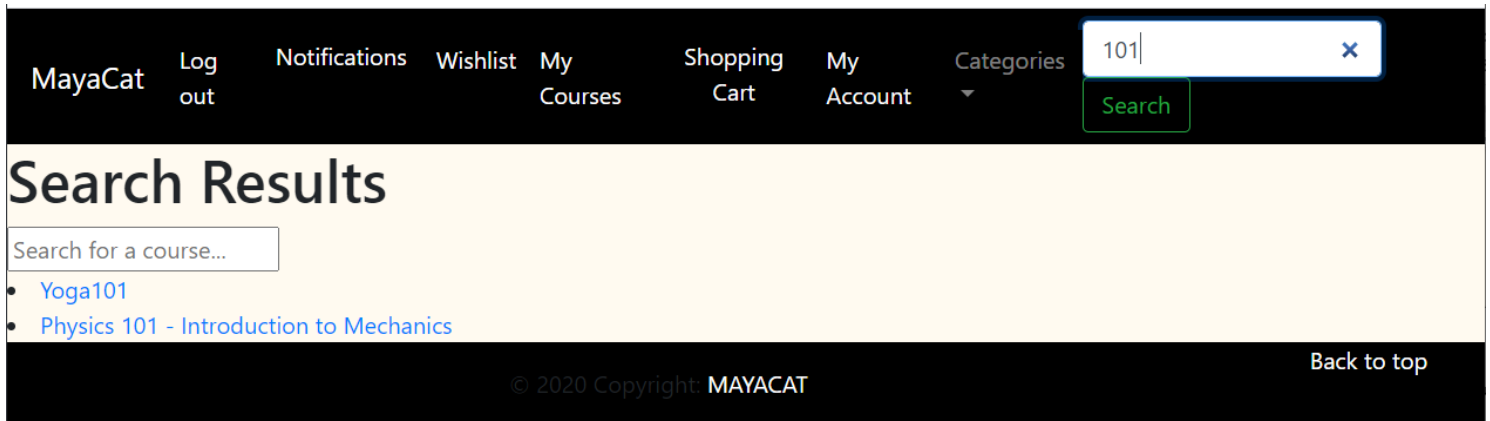 MayaCat
Log
out
Notifications
Wishlist
My
Courses
Shopping
Cart
My
Account
Categories
101
Search
Search Results
Search for a course...
Yoga101
Physics 101 - Introduction to Mechanics
Back to top
© 2020 Copyright: MAYACAT